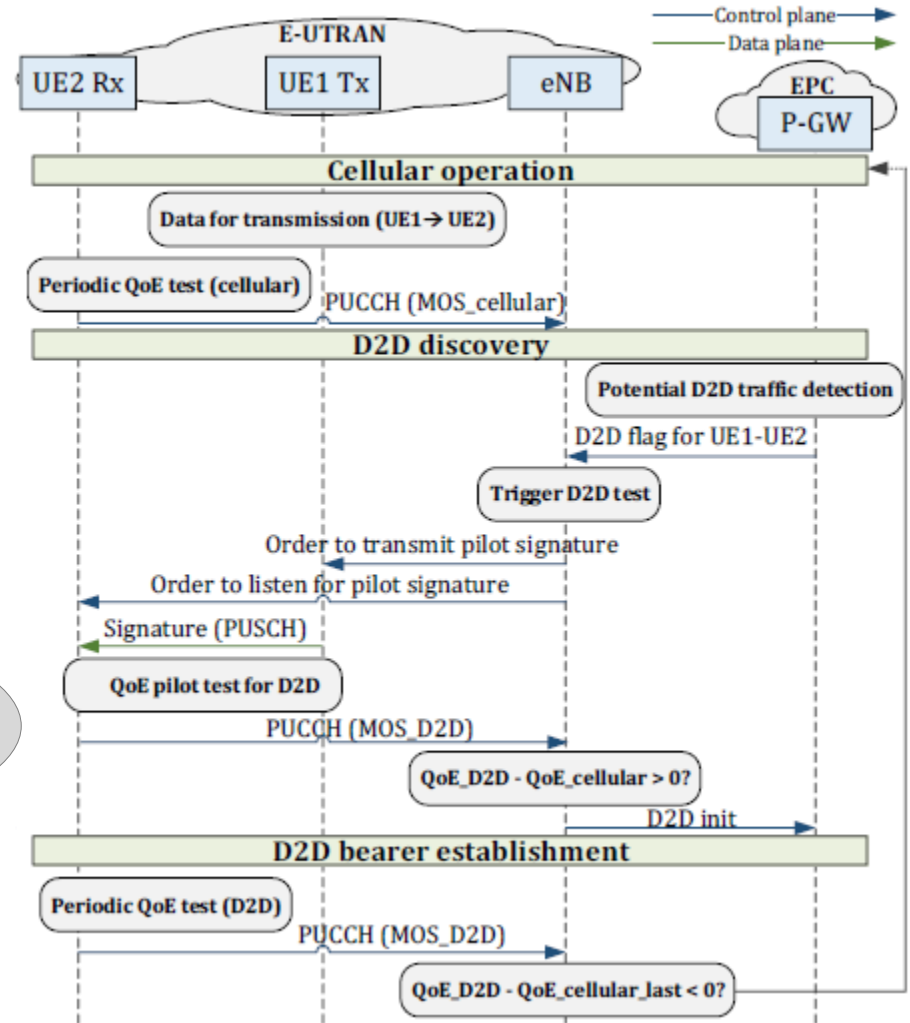 Control plane
E-UTRAN
Data plane
UE2 Rx
UE1 Tx
eNB
EPC
P-GW
Cellular operation
Data for transmission (UE1→ UE2)
Periodic QoE test (cellular)
PUCCH (MOS_cellular)
D2D discovery
Potential D2D traffic detection
D2D flag for UE1-UE2
Trigger D2D test
Order to transmit pilot signature
Order to listen for pilot signature
Signature (PUSCH)
QoE pilot test for D2D
PUCCH (MOS_D2D)
QoE_D2D - QoE_cellular > 0?
D2D init
D2D bearer establishment
Periodic QoE test (D2D)
PUCCH (MOS_D2D)
QoE_D2D - QoE_cellular_last < 0?